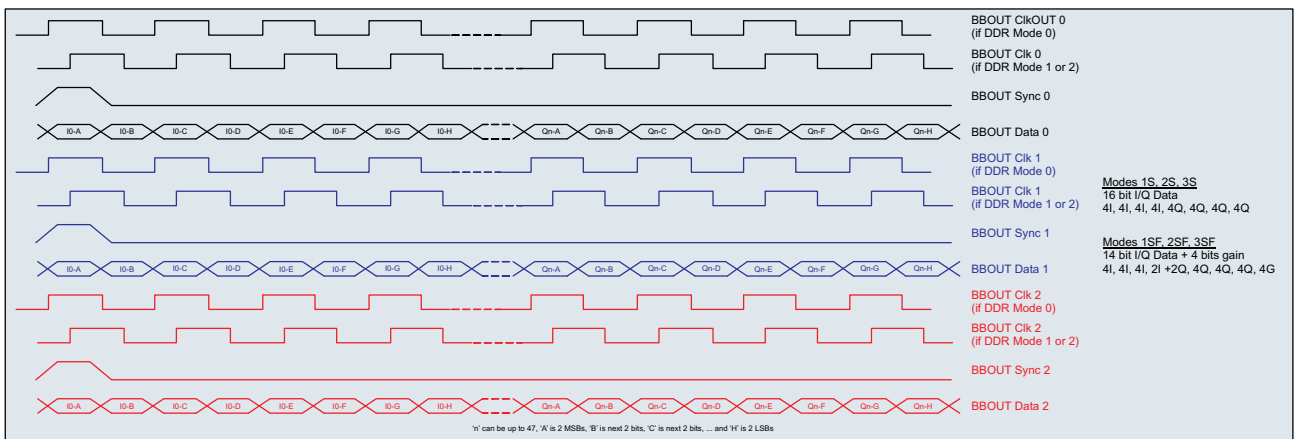 BBOUT ClkOUT 0
(if DDR Mode 0)
BBOUT Clk 0
(if DDR Mode 1 or 2)
BBOUT Sync 0
I0-A I0-B I0-C I0-D I0-E I0-F I0-G I0-H Qn-A Qn-B Qn-C Qn-D Qn-E Qn-F Qn-G Qn-H BBOUT Data 0
BBOUT Clk 1
(if DDR Mode 0)
BBOUT Clk 1
(if DDR Mode 1 or 2)
BBOUT Sync 1
I0-A I0-B I0-C I0-D I0-E I0-F I0-G I0-H Qn-A Qn-B Qn-C Qn-D Qn-E Qn-F Qn-G Qn-H BBOUT Data 1
BBOUT Clk 2
(if DDR Mode 0)
BBOUT Clk 2
(if DDR Mode 1 or 2)
BBOUT Sync 2
I0-A I0-B I0-C I0-D I0-E I0-F I0-G I0-H Qn-A Qn-B Qn-C Qn-D Qn-E Qn-F Qn-G Qn-H BBOUT Data 2
Modes 1S, 2S, 3S
16 bit I/Q Data
4I, 4I, 4I, 4I, 4Q, 4Q, 4Q, 4Q
Modes 1SF, 2SF, 3SF
14 bit I/Q Data + 4 bits gain
4I, 4I, 4I, 2I +2Q, 4Q, 4Q, 4Q, 4G
'n' can be up to 47, 'A' is 2 MSBs, 'B' is next 2 bits, 'C' is next 2 bits, ... and 'H' is 2 LSBs